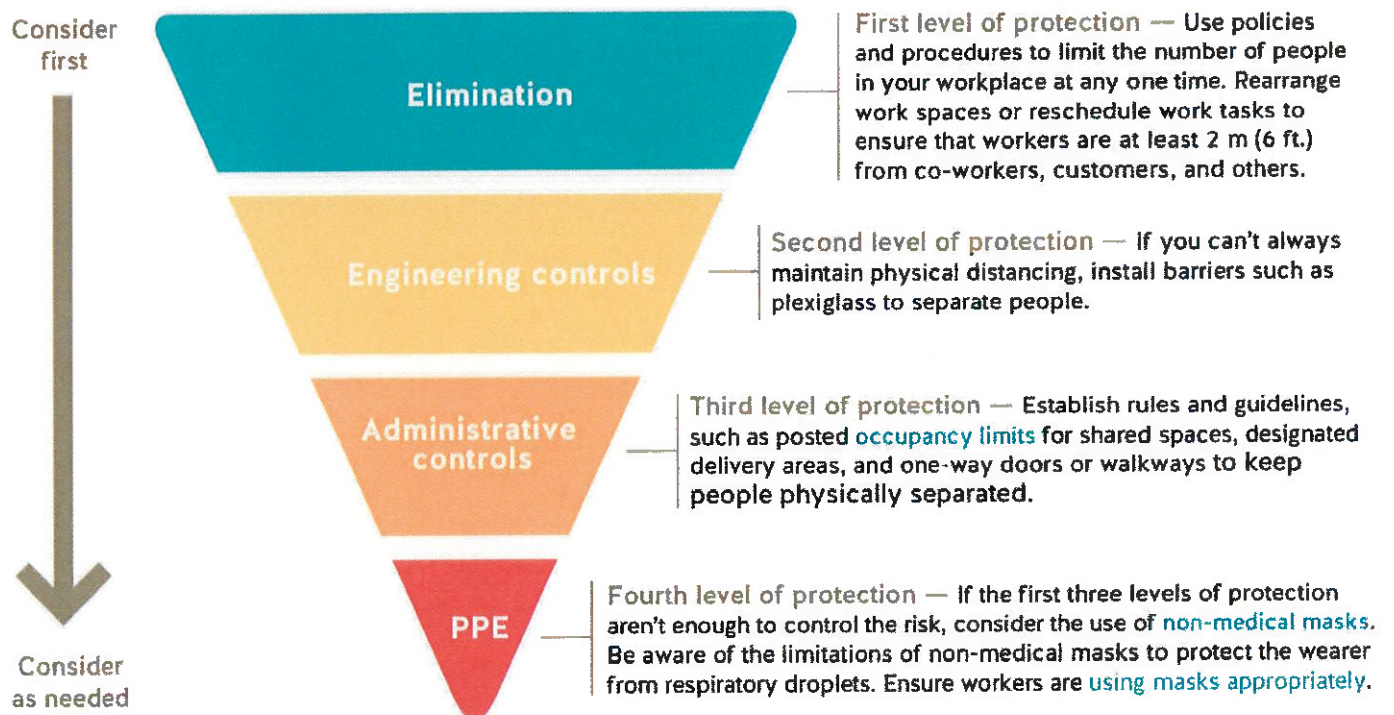 Consider
first
Elimination
First level of protection — Use policies
and procedures to limit the number of people
in your workplace at any one time. Rearrange
work spaces or reschedule work tasks to
ensure that workers are at least 2 m (6 ft.)
from co-workers, customers, and others.
Engineering controls
Second level of protection — If you can't always
maintain physical distancing, install barriers such as
plexiglass to separate people.
Administrative
controls
Third level of protection — Establish rules and guidelines,
such as posted occupancy limits for shared spaces, designated
delivery areas, and one-way doors or walkways to keep
people physically separated.
PPE
Fourth level of protection — If the first three levels of protection
aren't enough to control the risk, consider the use of non-medical masks.
Be aware of the limitations of non-medical masks to protect the wearer
from respiratory droplets. Ensure workers are using masks appropriately.
Consider
as needed